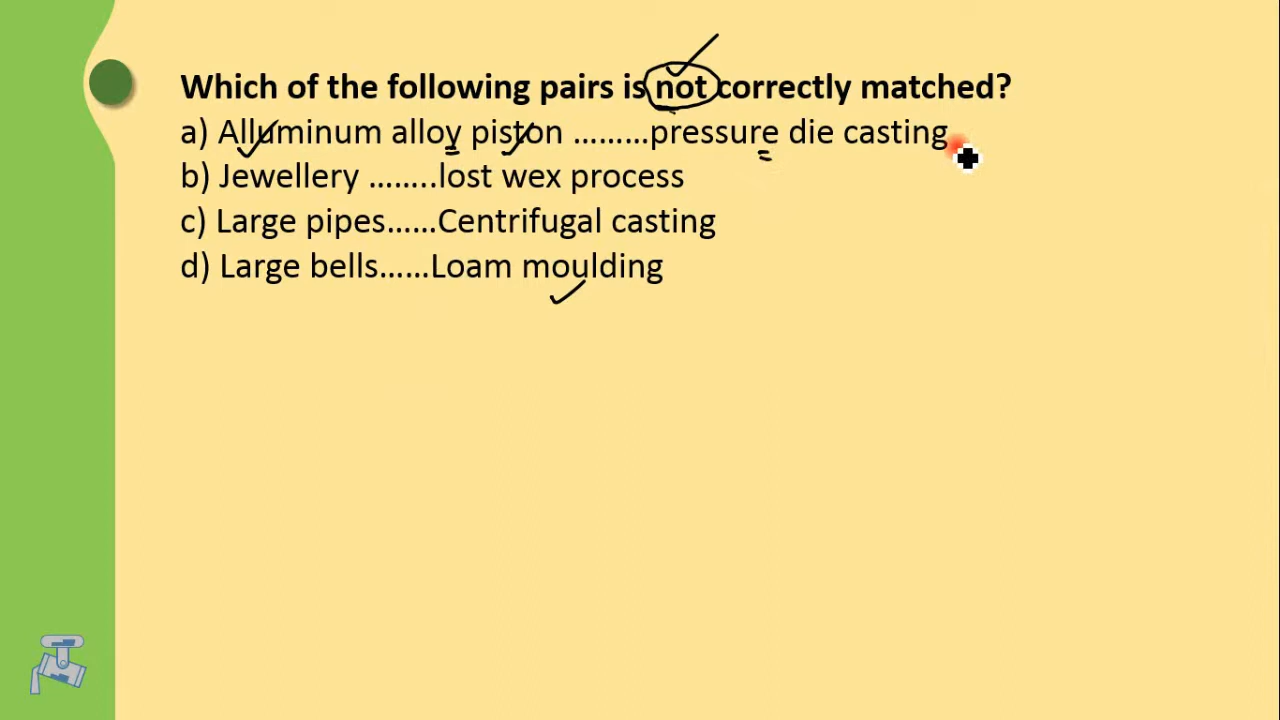 Which of the following pairs is not correctly matched?
a) Alluminum alloy piston ………pressure die casting
b) Jewellery ……..lost wex process
c) Large pipes……Centrifugal casting
d) Large bells……Loam moulding